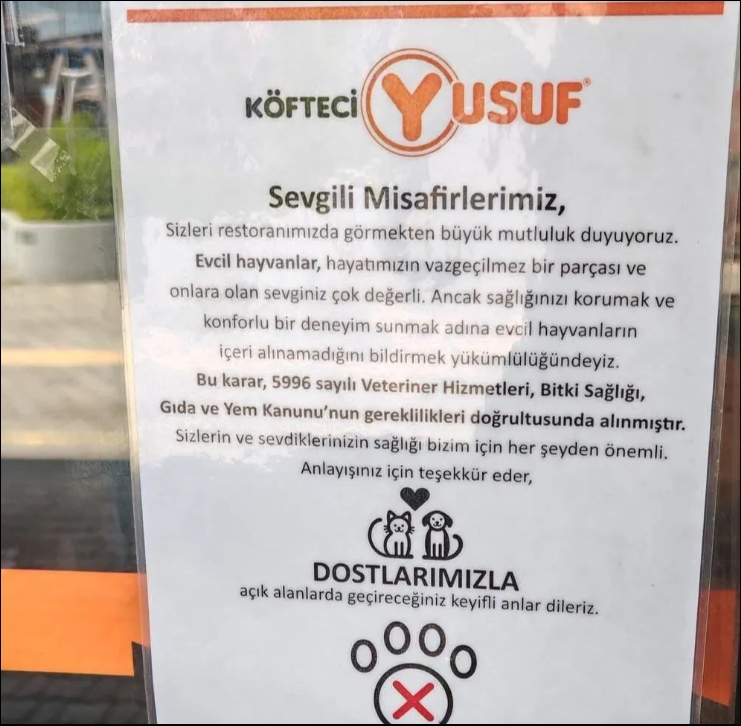 KÖFTECİ YUSUF®
Sevgili Misafirlerimiz,
Sizleri restoranımızda görmekten büyük mutluluk duyuyoruz.
Evcil hayvanlar, hayatımızın vazgeçilmez bir parçası ve
onlara olan sevginiz çok değerli. Ancak sağlığınızı korumak ve
konforlu bir deneyim sunmak adına evcil hayvanların
içeri alınamadığını bildirmek yükümlülüğündeyiz.
Bu karar, 5996 sayılı Veteriner Hizmetleri, Bitki Sağlığı,
Gıda ve Yem Kanunu'nun gereklilikleri doğrultusunda alınmıştır.
Sizlerin ve sevdiklerinizin sağlığı bizim için her şeyden önemli.
Anlayışınız için teşekkür eder,
DOSTLARIMIZLA
açık alanlarda geçireceğiniz keyifli anlar dileriz.